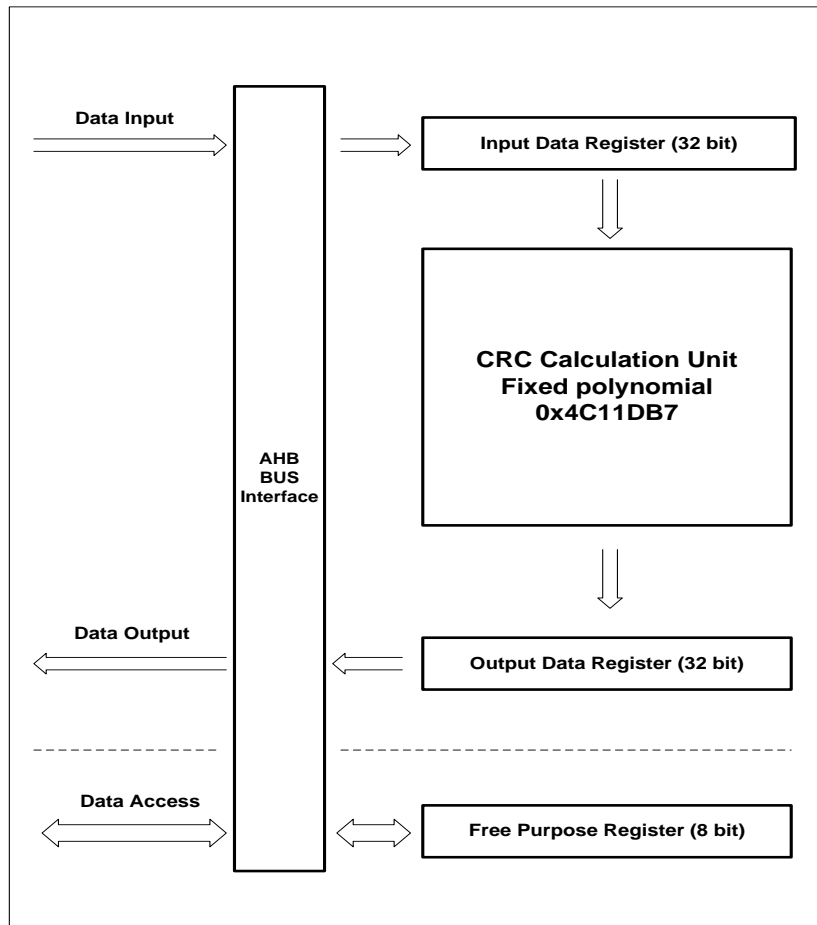 Data Input
Input Data Register (32 bit)
CRC Calculation Unit
Fixed polynomial
0x4C11DB7
AHB
BUS
Interface
Data Output
Output Data Register (32 bit)
Data Access
Free Purpose Register (8 bit)